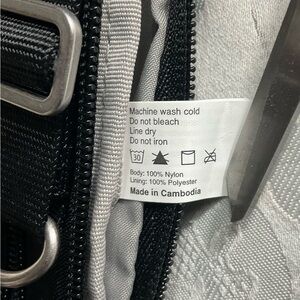 Machine wash cold
Do not bleach
Line dry
Do not iron
30
Body: 100% Nylon
Lining: 100% Polyester
Made in Cambodia